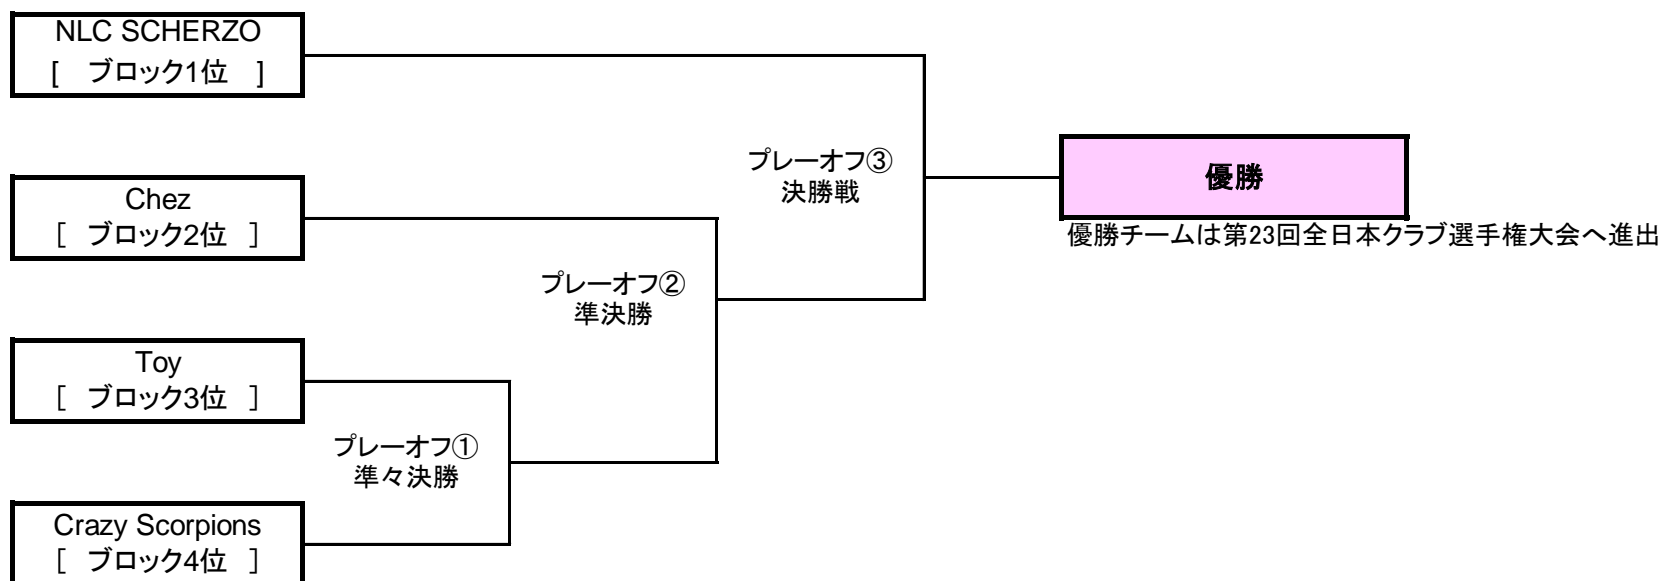 NLC SCHERZO
[　ブロック1位　]
プレーオフ③
決勝戦
優勝
優勝チームは第23回全日本クラブ選手権大会へ進出
Chez
[　ブロック2位　]
プレーオフ②
準決勝
Toy
[　ブロック3位　]
プレーオフ①
準々決勝
Crazy Scorpions
[　ブロック4位　]